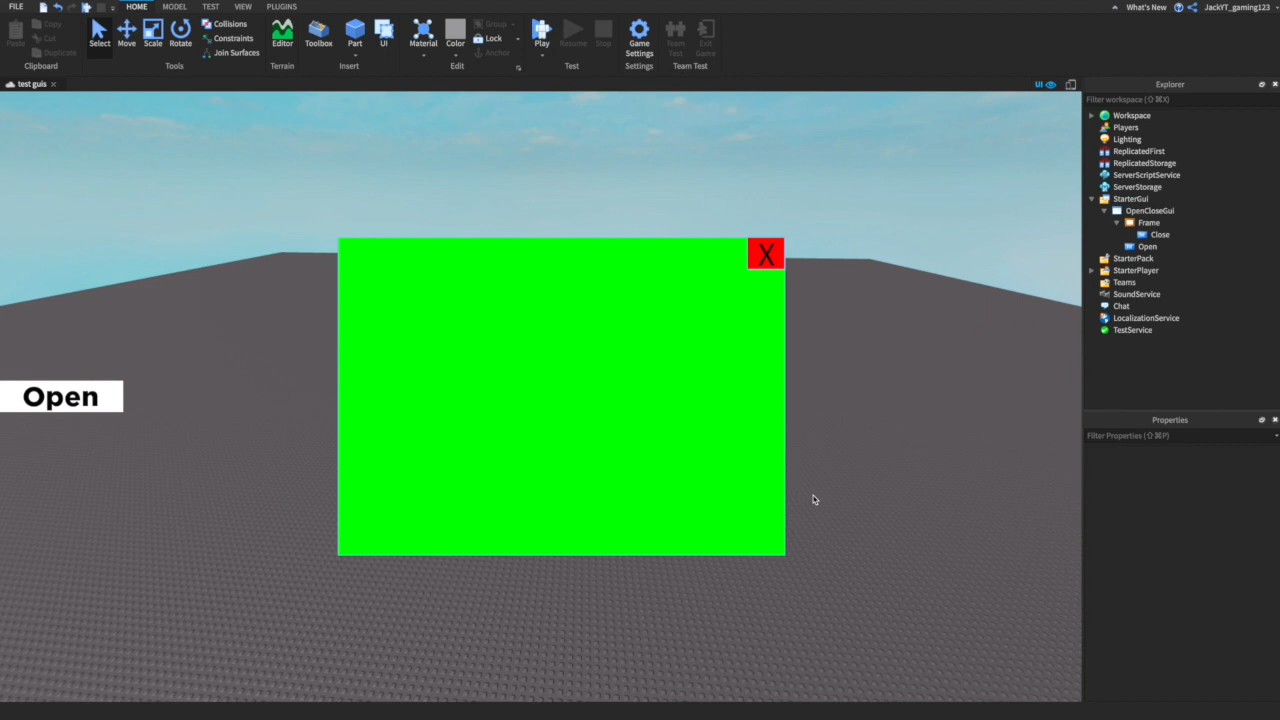 FILE HOME MODEL TEST VIEW PLUGINS What's New JackYT_gaming123
Paste Copy Cut Duplicate Clipboard
Select Move Scale Rotate Collisions Constraints Join Surfaces Tools
Editor Terrain
Toolbox Part UI Insert
Material Color Group Lock Anchor Edit
Play Resume Stop Test
Game Settings Settings
Team Test Exit Game Team Test
test guis UI
X
Open
Explorer
Filter workspace (⇧⌘X)
Workspace
Players
Lighting
ReplicatedFirst
ReplicatedStorage
ServerScriptService
ServerStorage
StarterGui
OpenCloseGui
Frame
Close
Open
StarterPack
StarterPlayer
Teams
SoundService
Chat
LocalizationService
TestService
Properties
Filter Properties (⇧⌘P)